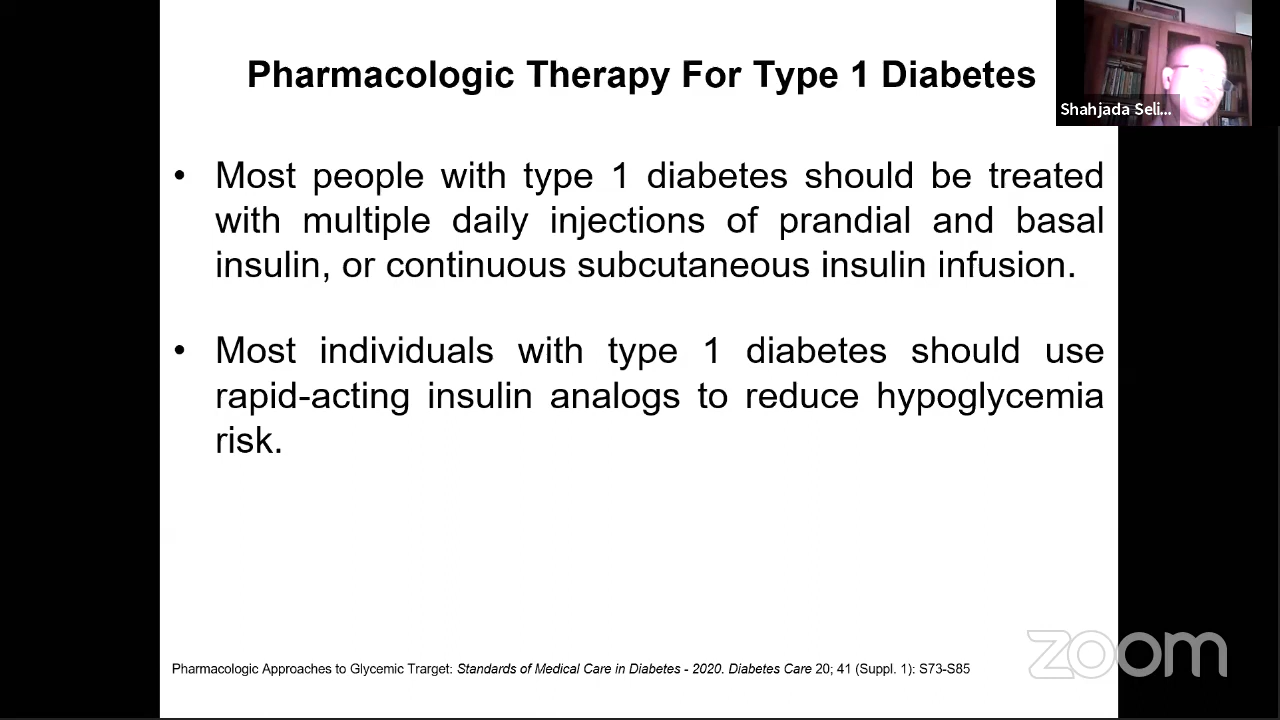 Pharmacologic Therapy For Type 1 Diabetes
Shahjada Seli...
• Most people with type 1 diabetes should be treated
with multiple daily injections of prandial and basal
insulin, or continuous subcutaneous insulin infusion.
• Most individuals with type 1 diabetes should use
rapid-acting insulin analogs to reduce hypoglycemia
risk.
Pharmacologic Approaches to Glycemic Trarget: Standards of Medical Care in Diabetes - 2020. Diabetes Care 20; 41 (Suppl. 1): S73-S85
zoom